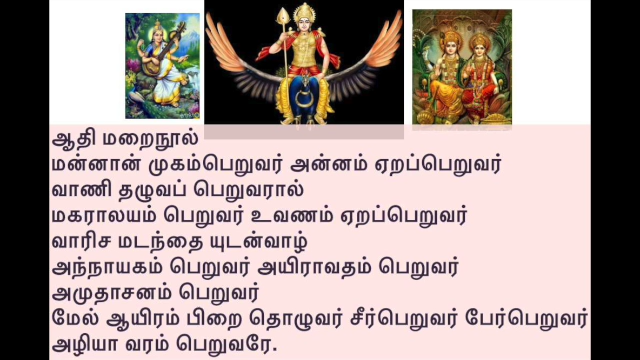 ஆதி மறைநூல்
மன்னான் முகம்பெறுவர் அன்னம் ஏறப்பெறுவர்
வாணி தழுவப் பெறுவரால்
மகராலயம் பெறுவர் உவணம் ஏறப்பெறுவர்
வாரிச மடந்தை யுடன்வாழ்
அந்நாயகம் பெறுவர் அயிராவதம் பெறுவர்
அமுதாசனம் பெறுவர்
மேல் ஆயிரம் பிறை தொழுவர் சீர்பெறுவர் பேர்பெறுவர்
அழியா வரம் பெறுவரே.